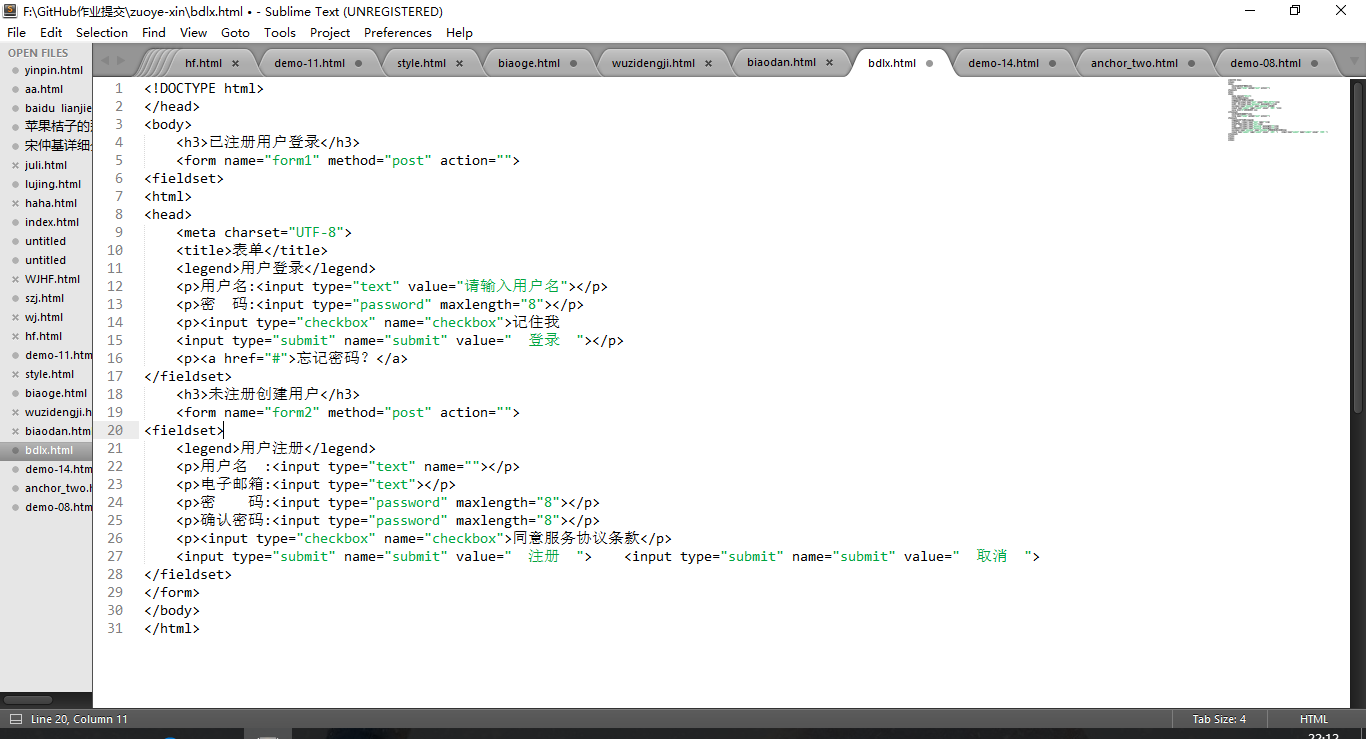 F:\GitHub作业提交\zuoye-xin\bdlx.html • - Sublime Text (UNREGISTERED)
File Edit Selection Find View Goto Tools Project Preferences Help
OPEN FILES
yinpin.html
aa.html
baidu_lianjie
苹果桔子的
宋仲基详细
juli.html
lujing.html
haha.html
index.html
untitled
untitled
WJHF.html
szj.html
wj.html
hf.html
demo-11.htm
style.html
biaoge.html
wuzidengji.h
biaodan.htm
bdlx.html
demo-14.htm
anchor_two.h
demo-08.htm
hf.html × demo-11.html style.html × biaoge.html wuzidengji.html × biaodan.html × bdlx.html demo-14.html anchor_two.html demo-08.html
1 <!DOCTYPE html>
2 </head>
3 <body>
4     <h3>已注册用户登录</h3>
5     <form name="form1" method="post" action="">
6 <fieldset>
7 <html>
8 <head>
9     <meta charset="UTF-8">
10     <title>表单</title>
11     <legend>用户登录</legend>
12     <p>用户名:<input type="text" value="请输入用户名"></p>
13     <p>密  码:<input type="password" maxlength="8"></p>
14     <p><input type="checkbox" name="checkbox">记住我
15     <input type="submit" name="submit" value="  登录  "></p>
16     <p><a href="#">忘记密码？</a>
17 </fieldset>
18     <h3>未注册创建用户</h3>
19     <form name="form2" method="post" action="">
20 <fieldset>
21     <legend>用户注册</legend>
22     <p>用户名  :<input type="text" name=""></p>
23     <p>电子邮箱:<input type="text"></p>
24     <p>密    码:<input type="password" maxlength="8"></p>
25     <p>确认密码:<input type="password" maxlength="8"></p>
26     <p><input type="checkbox" name="checkbox">同意服务协议条款</p>
27     <input type="submit" name="submit" value="  注册  ">    <input type="submit" name="submit" value="  取消  ">
28 </fieldset>
29 </form>
30 </body>
31 </html>
Line 20, Column 11 Tab Size: 4 HTML